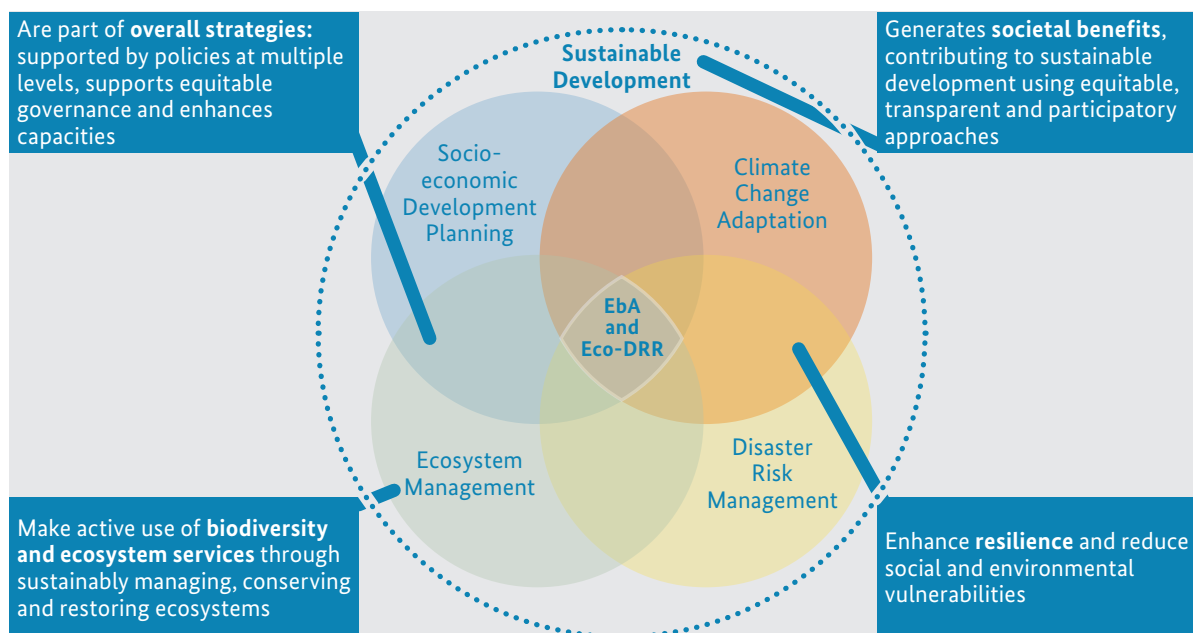 Are part of overall strategies:
supported by policies at multiple
levels, supports equitable
governance and enhances
capacities
Sustainable
Development
Generates societal benefits,
contributing to sustainable
development using equitable,
transparent and participatory
approaches
Socio-
economic
Development
Planning
Climate
Change
Adaptation
EbA
and
Eco-DRR
Ecosystem
Management
Disaster
Risk
Management
Make active use of biodiversity
and ecosystem services through
sustainably managing, conserving
and restoring ecosystems
Enhance resilience and reduce
social and environmental
vulnerabilities